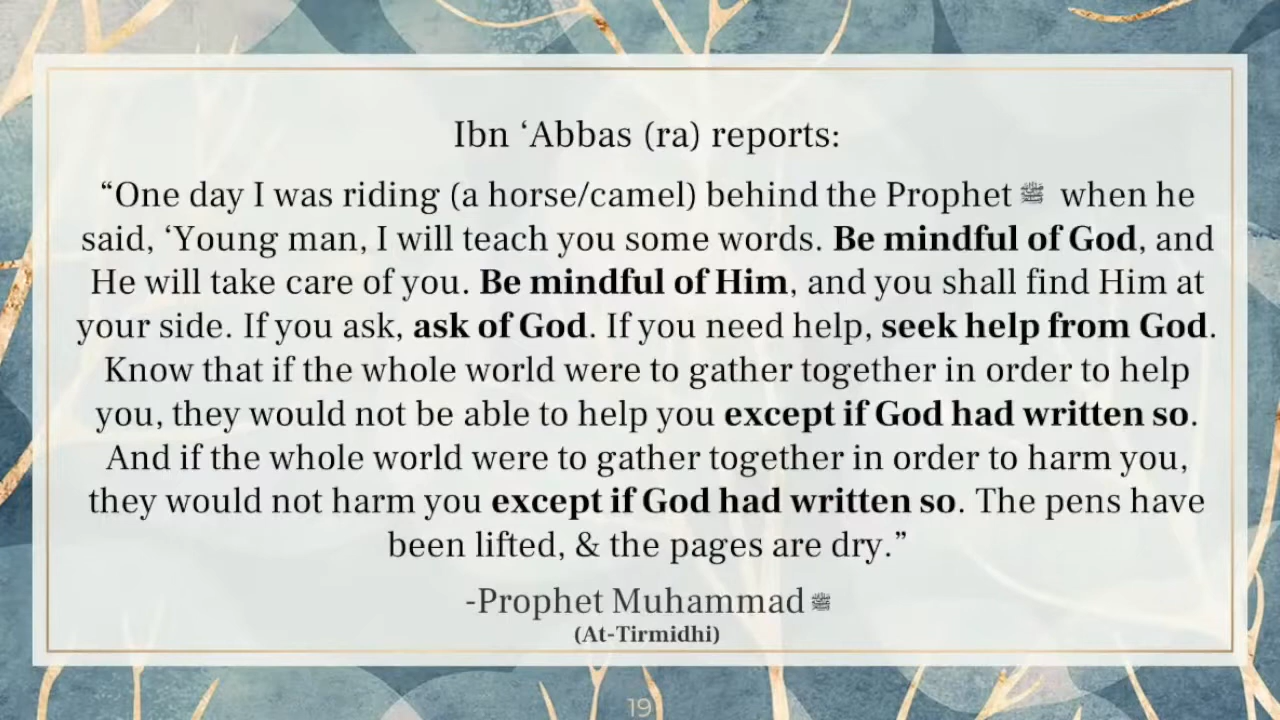 Ibn ‘Abbas (ra) reports:
“One day I was riding (a horse/camel) behind the Prophet ﷺ when he
said, ‘Young man, I will teach you some words. Be mindful of God, and
He will take care of you. Be mindful of Him, and you shall find Him at
your side. If you ask, ask of God. If you need help, seek help from God.
Know that if the whole world were to gather together in order to help
you, they would not be able to help you except if God had written so.
And if the whole world were to gather together in order to harm you,
they would not harm you except if God had written so. The pens have
been lifted, & the pages are dry.”
-Prophet Muhammad ﷺ
(At-Tirmidhi)
19